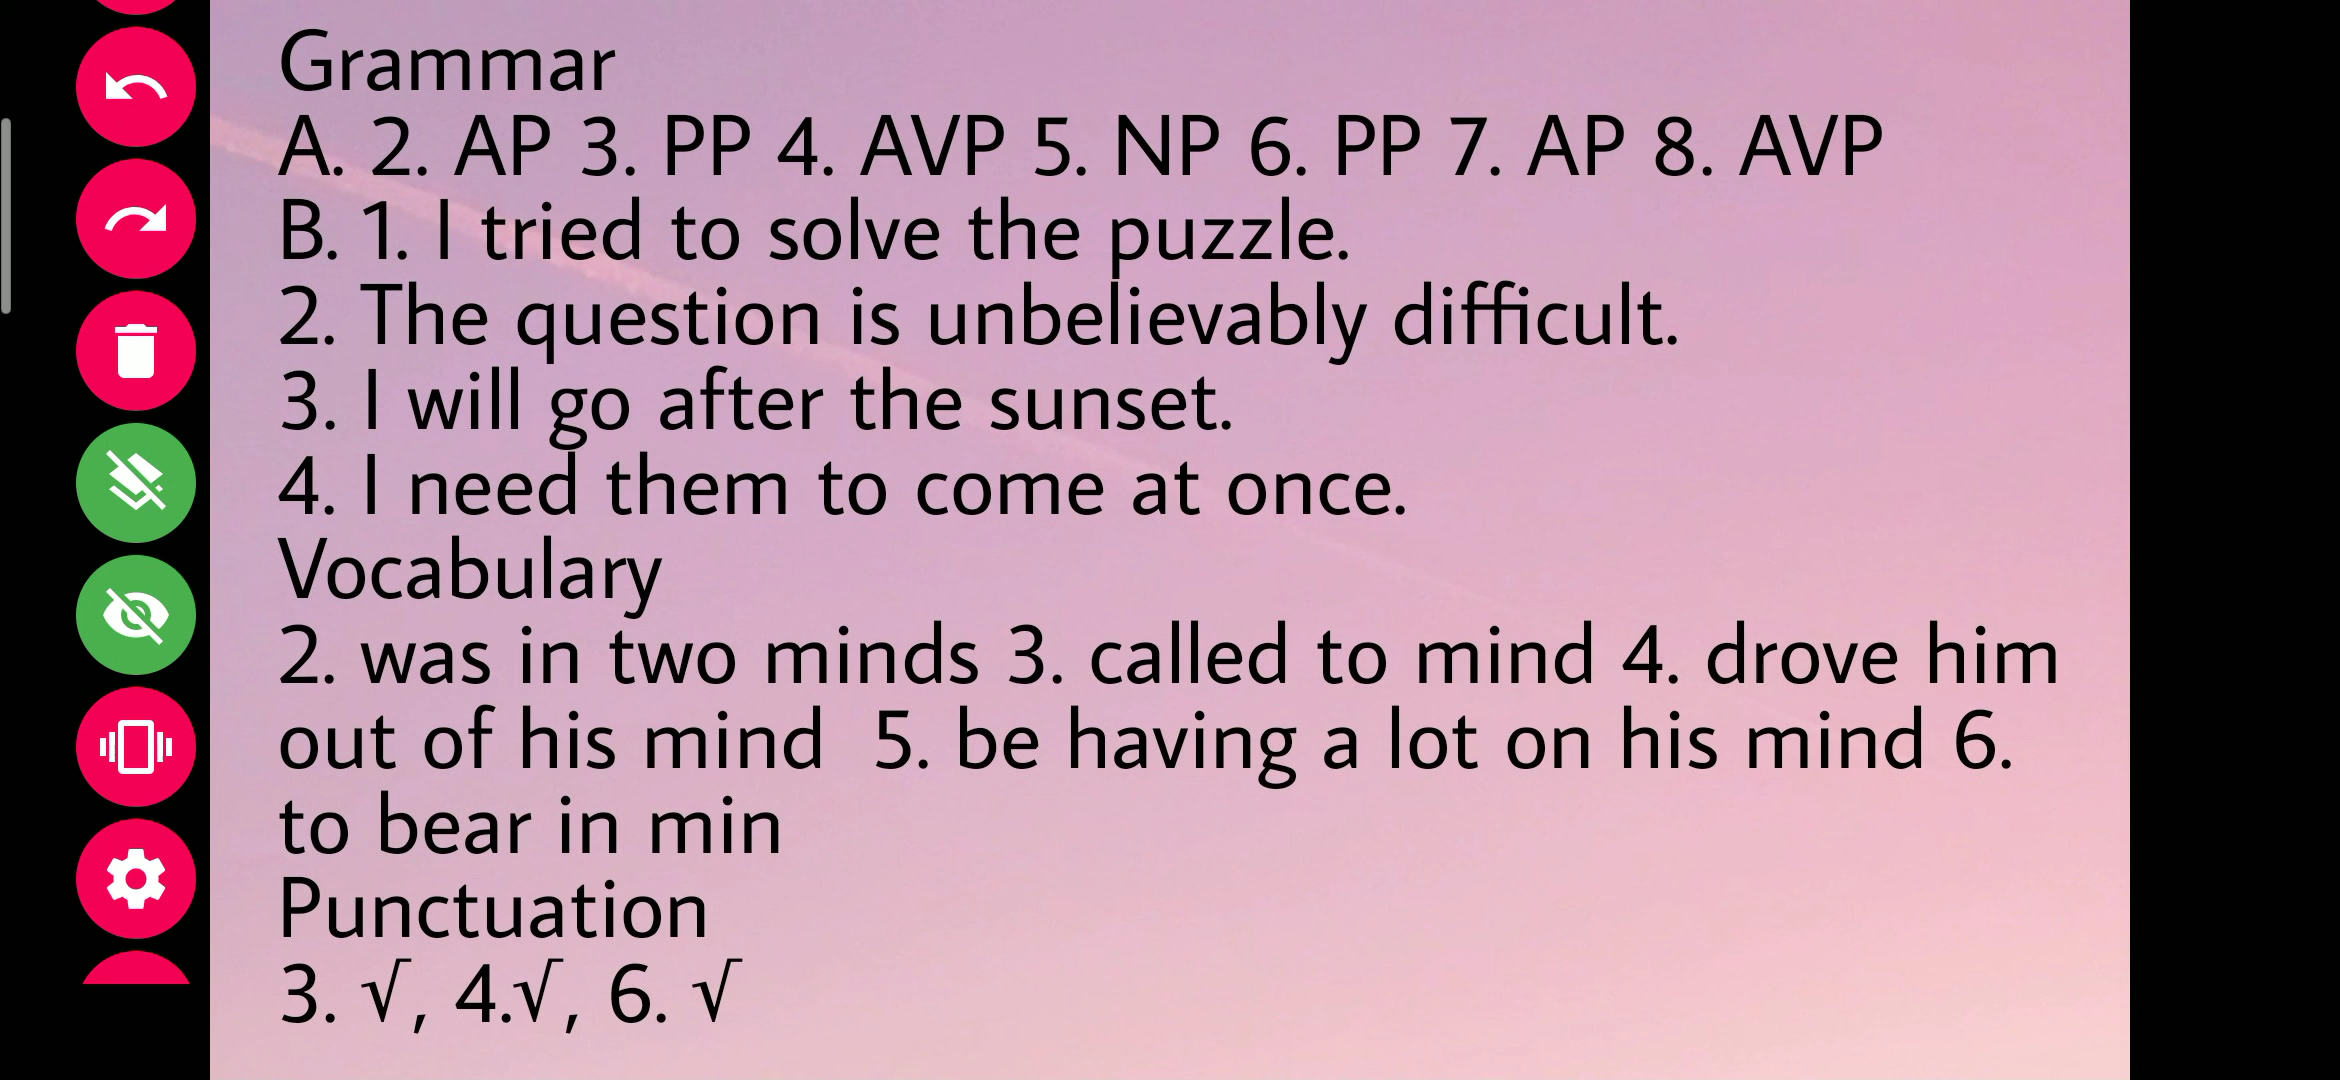 Grammar
A. 2. AP 3. PP 4. AVP 5. NP 6. PP 7. AP 8. AVP
B. 1. I tried to solve the puzzle.
2. The question is unbelievably difficult.
3. I will go after the sunset.
4. I need them to come at once.
Vocabulary
2. was in two minds 3. called to mind 4. drove him
out of his mind  5. be having a lot on his mind 6.
to bear in min
Punctuation
3. √, 4.√, 6. √